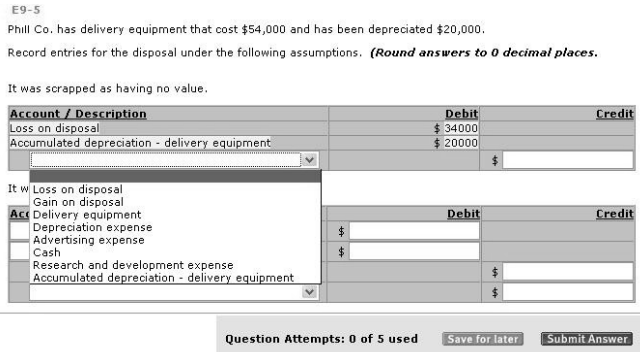 E9-5
Phill Co. has delivery equipment that cost $54,000 and has been depreciated $20,000.
Record entries for the disposal under the following assumptions. (Round answers to 0 decimal places.
It was scrapped as having no value.
Account / Description Debit Credit
Loss on disposal $ 34000
Accumulated depreciation - delivery equipment $ 20000
$
It w
Loss on disposal
Gain on disposal
Acc Delivery equipment Debit Credit
Depreciation expense $
Advertising expense
Cash $
Research and development expense $
Accumulated depreciation - delivery equipment
$
Question Attempts: 0 of 5 used Save for later Submit Answer